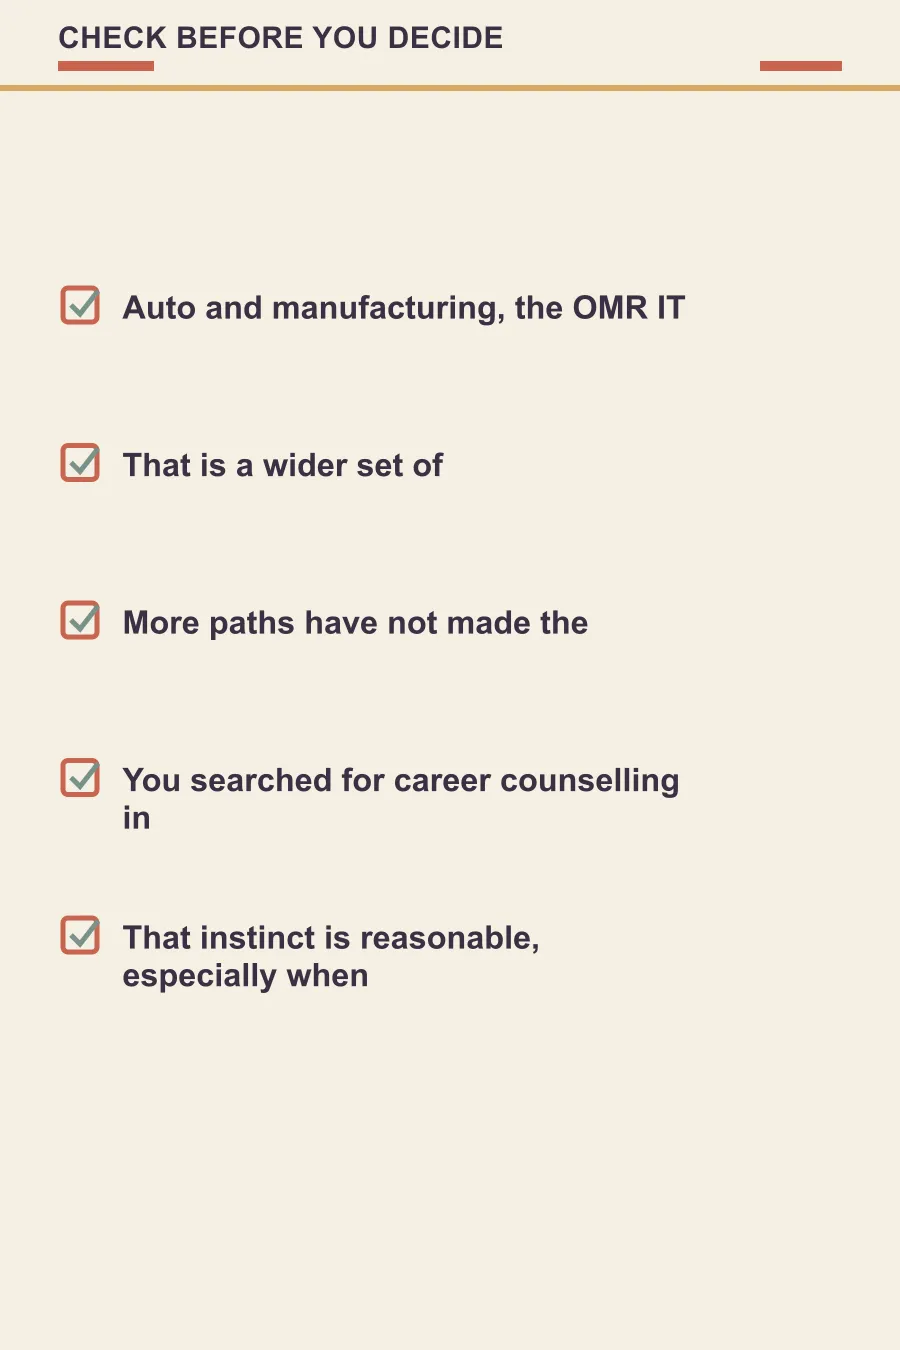 CHECK BEFORE YOU DECIDE
Auto and manufacturing, the OMR IT
That is a wider set of
More paths have not made the
You searched for career counselling
in
That instinct is reasonable,
especially when